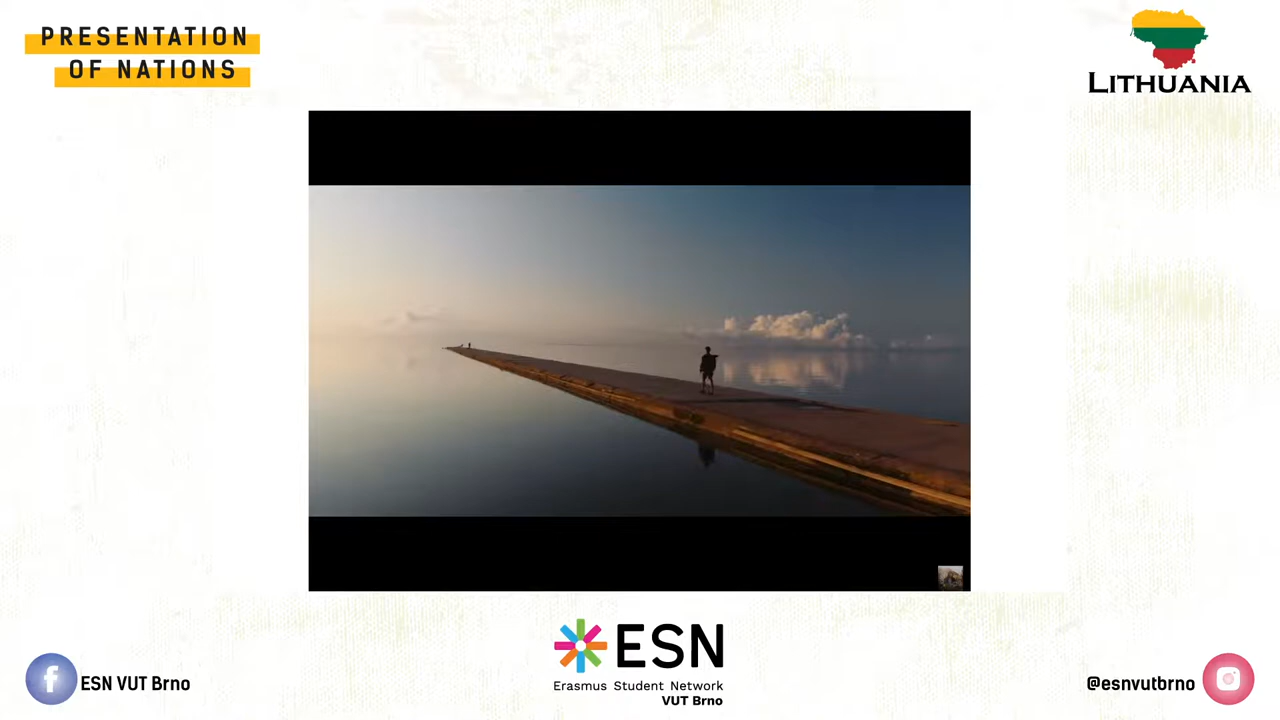 PRESENTATION
OF NATIONS
LITHUANIA
ESN
Erasmus Student Network
VUT Brno
ESN VUT Brno
@esnvutbrno